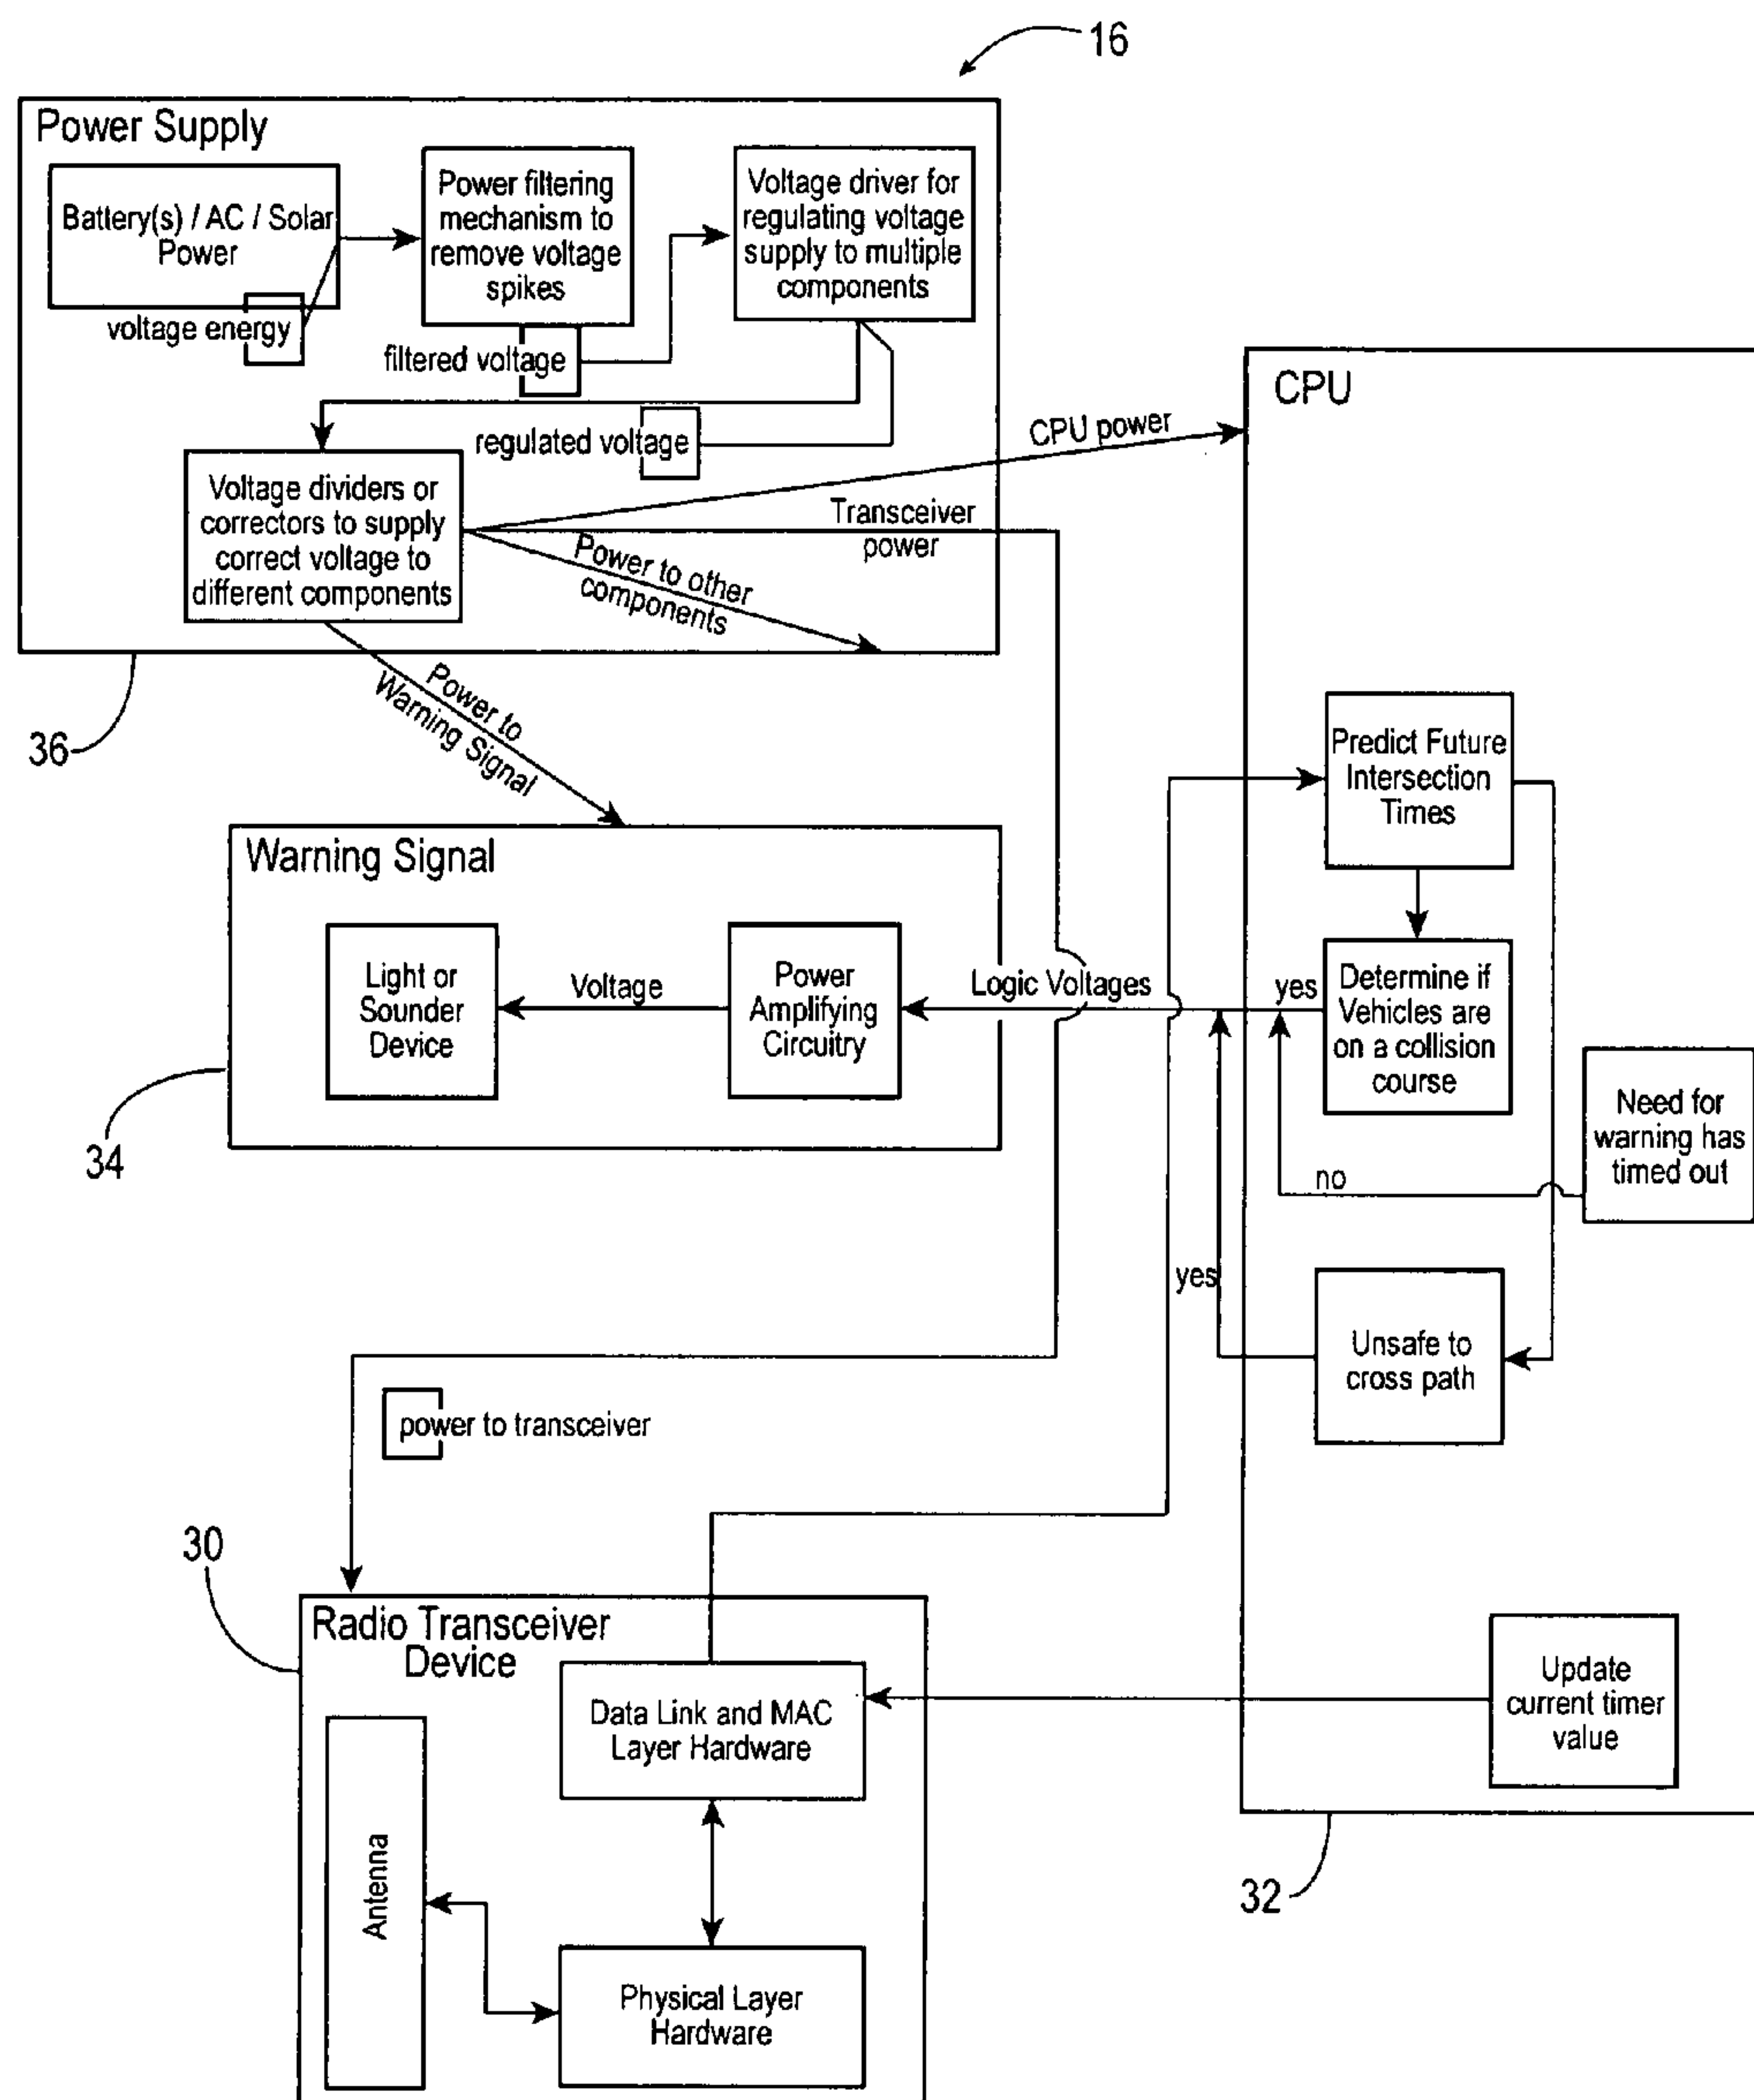 16
Power Supply
Battery(s) / AC / Solar
Power
voltage energy
Power filtering
mechanism to
remove voltage
spikes
filtered voltage
Voltage driver for
regulating voltage
supply to multiple
components
regulated voltage
Voltage dividers or
correctors to supply
correct voltage to
different components
CPU power
Transceiver
power
Power to other
components
Power to
Warning Signal
36
CPU
Predict Future
Intersection
Times
Warning Signal
Light or
Sounder
Device
Voltage
Power
Amplifying
Circuitry
Logic Voltages
yes
Determine if
Vehicles are
on a collision
course
Need for
warning has
timed out
no
34
yes
Unsafe to
cross path
power to transceiver
30
Radio Transceiver
Device
Data Link and MAC
Layer Hardware
Update
current timer
value
Antenna
Physical Layer
Hardware
32